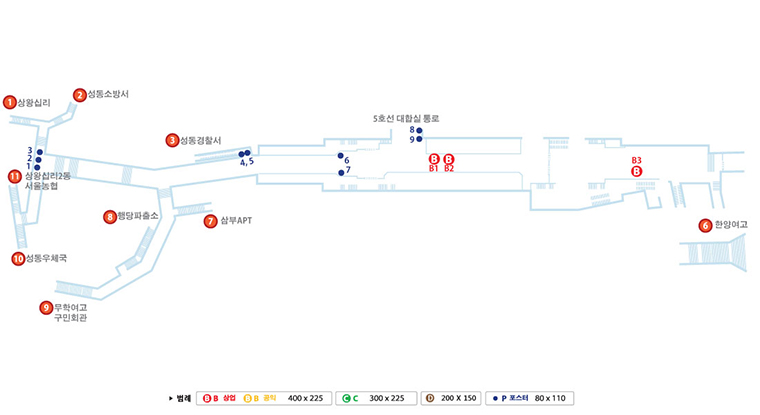 1 상왕십리
2 성동소방서
3 성동경찰서
5호선 대합실 통로
8
9
3
2
1
4, 5
6
7
B B
B1 B2
B3
B
11 상왕십리2동
서울농협
8 행당파출소
7 삼부APT
6 한양여고
10 성동우체국
9 무학여고
구민회관
▶ 범례
B B 상업 B B 공익 400 x 225
C C 300 x 225
D 200 X 150
P 포스터 80 x 110